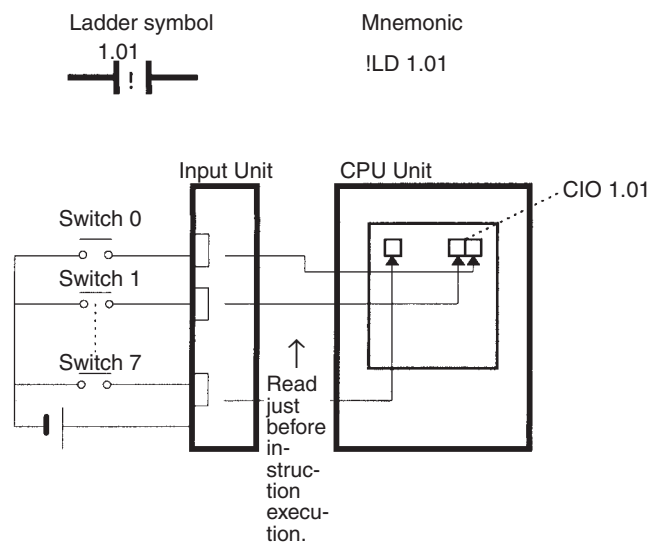 Ladder symbol
Mnemonic
1.01
!
!LD 1.01
Input Unit
CPU Unit
CIO 1.01
Switch 0
Switch 1
Switch 7
Read
just
before
in-
struc-
tion
execu-
tion.